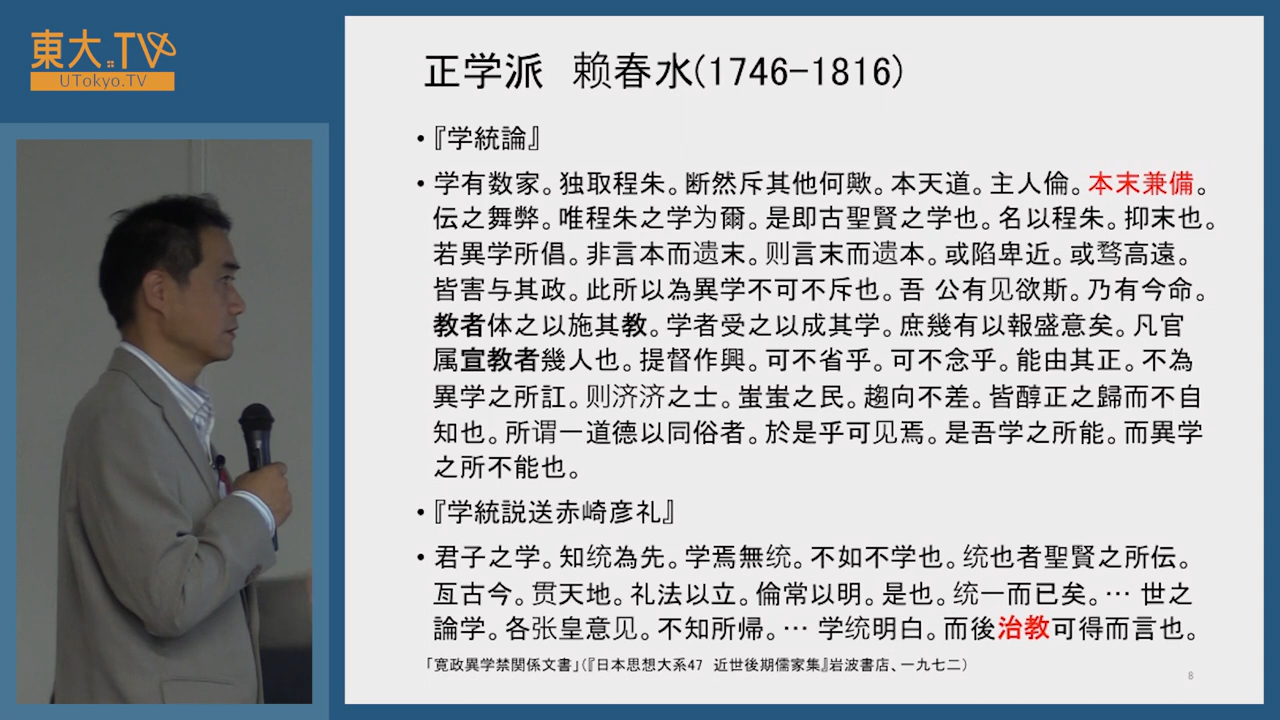 東大.TV
UTokyo.TV
正学派 赖春水(1746-1816)
•『学統論』
•学有数家。独取程朱。断然斥其他何歟。本天道。主人倫。本末兼備。
伝之舞弊。唯程朱之学为爾。是即古聖賢之学也。名以程朱。抑末也。
若異学所倡。非言本而遗末。则言末而遗本。或陷卑近。或骛高遠。
皆害与其政。此所以為異学不可不斥也。吾 公有见欲斯。乃有今命。
教者体之以施其教。学者受之以成其学。庶幾有以報盛意矣。凡官
属宣教者幾人也。提督作興。可不省乎。可不念乎。能由其正。不為
異学之所訌。则济济之士。蚩蚩之民。趨向不差。皆醇正之歸而不自
知也。所谓一道德以同俗者。於是乎可见焉。是吾学之所能。而異学
之所不能也。
•『学統説送赤崎彦礼』
•君子之学。知统為先。学焉無统。不如不学也。统也者聖賢之所伝。
亙古今。贯天地。礼法以立。倫常以明。是也。统一而已矣。… 世之
論学。各张皇意见。不知所帰。… 学统明白。而後治教可得而言也。
「寛政異学禁関係文書」(『日本思想大系47 近世後期儒家集』岩波書店、一九七二)
8